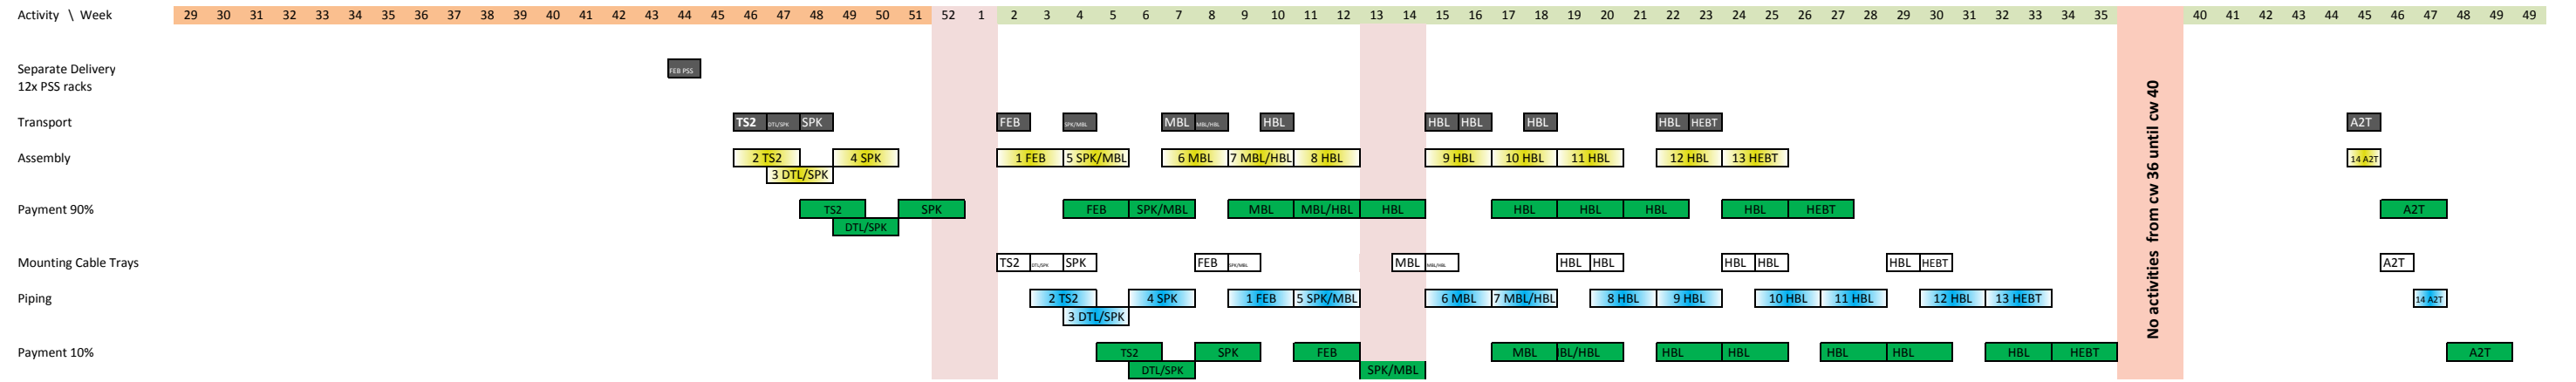 Activity \ Week 29 30 31 32 33 34 35 36 37 38 39 40 41 42 43 44 45 46 47 48 49 50 51 52 1 2 3 4 5 6 7 8 9 10 11 12 13 14 15 16 17 18 19 20 21 22 23 24 25 26 27 28 29 30 31 32 33 34 35 40 41 42 43 44 45 46 47 48 49 49
Separate Delivery FEB PSS
12x PSS racks
Transport TS2 DTL/SPK SPK FEB SPK/MBL MBL MBL/HBL HBL HBL HBL HBL HBL HEBT A2T
Assembly 2 TS2 4 SPK 1 FEB 5 SPK/MBL 6 MBL 7 MBL/HBL 8 HBL 9 HBL 10 HBL 11 HBL 12 HBL 13 HEBT 14 A2T
3 DTL/SPK
Payment 90% TS2 SPK FEB SPK/MBL MBL MBL/HBL HBL HBL HBL HBL HBL HEBT A2T
DTL/SPK
Mounting Cable Trays TS2 DTL/SPK SPK FEB SPK/MBL MBL MBL/HBL HBL HBL HBL HBL HBL HEBT A2T
Piping 2 TS2 4 SPK 1 FEB 5 SPK/MBL 6 MBL 7 MBL/HBL 8 HBL 9 HBL 10 HBL 11 HBL 12 HBL 13 HEBT 14 A2T
3 DTL/SPK
Payment 10% TS2 SPK FEB MBL IBL/HBL HBL HBL HBL HBL HBL HEBT A2T
DTL/SPK SPK/MBL
No activities from cw 36 until cw 40